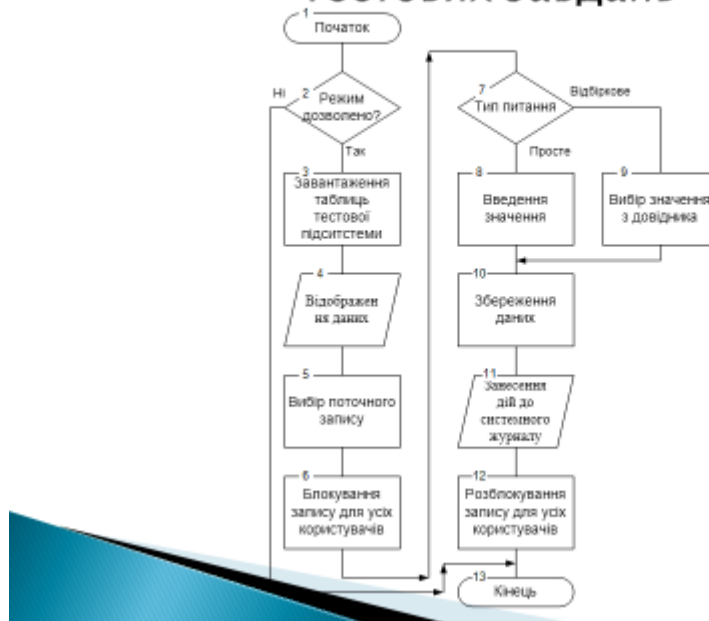 1
Початок
Ні
2
Режим
дозволено?
Так
3
Завантаження
таблиць
тестової
підситстеми
4
Відображен
ня даних
5
Вибір поточного
запису
6
Блокування
запису для усіх
користувачів
7
Тип питання
Відбіркове
Просте
8
Введення
значення
9
Вибір значення
з довідника
10
Збереження
даних
11
Занесення
дій до
системного
журналу
12
Розблокування
запису для усіх
користувачів
13
Кінець